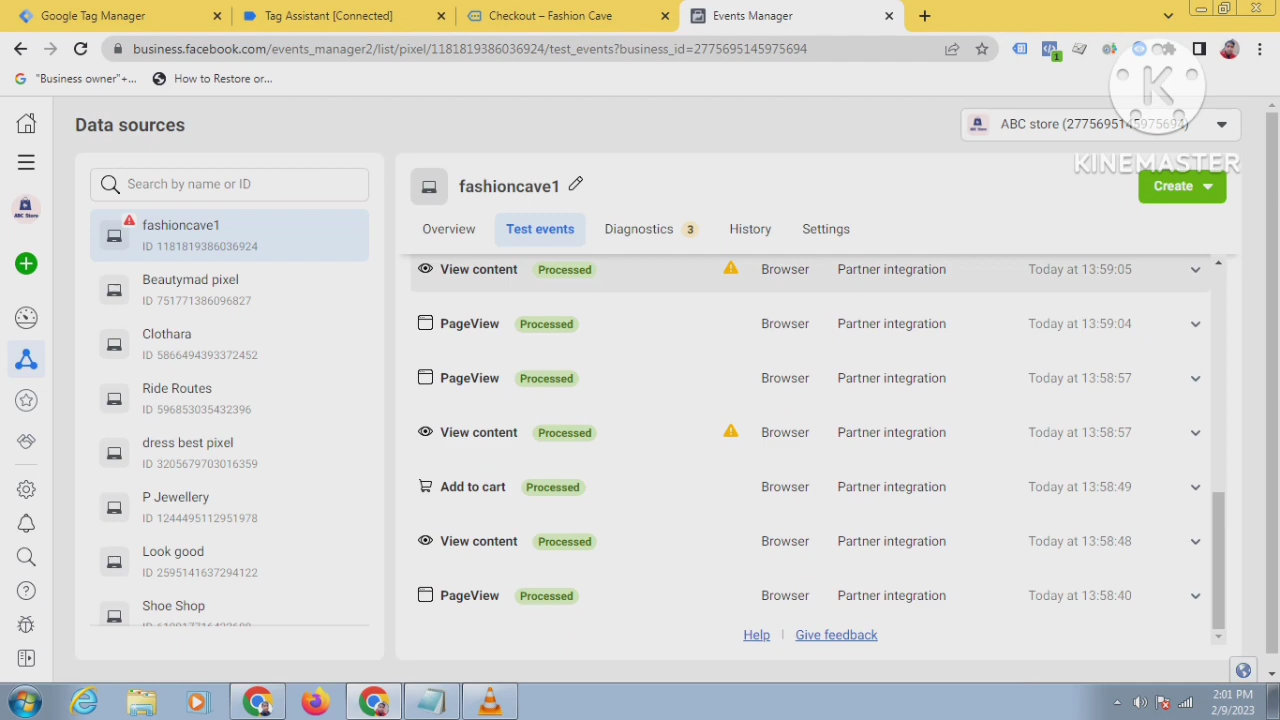 Google Tag Manager
Tag Assistant [Connected]
Checkout – Fashion Cave
Events Manager
business.facebook.com/events_manager2/list/pixel/1181819386036924/test_events?business_id=2775695145975694
1
"Business owner"+...
How to Restore or...
Data sources
ABC store (2775695145975694)
KINEMASTER
Search by name or ID
fashioncave1
Create
ABC Store
fashioncave1
ID 1181819386036924
Overview
Test events
Diagnostics 3
History
Settings
Beautymad pixel
ID 751771386096827
Clothara
ID 5866494393372452
Ride Routes
ID 596853035432396
dress best pixel
ID 3205679703016359
P Jewellery
ID 1244495112951978
Look good
ID 2595141637294122
Shoe Shop
View content Processed Browser Partner integration Today at 13:59:05
PageView Processed Browser Partner integration Today at 13:59:04
PageView Processed Browser Partner integration Today at 13:58:57
View content Processed Browser Partner integration Today at 13:58:57
Add to cart Processed Browser Partner integration Today at 13:58:49
View content Processed Browser Partner integration Today at 13:58:48
PageView Processed Browser Partner integration Today at 13:58:40
Help
Give feedback
2:01 PM
2/9/2023